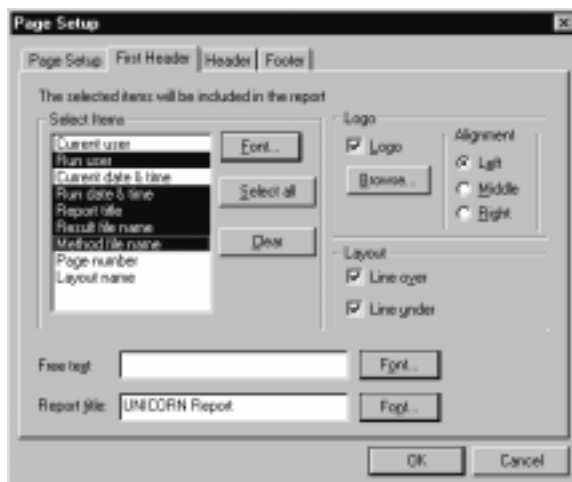 Page Setup
Page Setup First Header Header Footer
The selected items will be included in the report
Select Items
Current user
Run user
Current date & time
Run date & time
Report title
Result file name
Method file name
Page number
Layout name
Font...
Select all
Clear
Logo
Logo
Browse...
Alignment
Left
Middle
Right
Layout
Line over
Line under
Free text:
Font...
Report title: UNICORN Report
Font...
OK Cancel